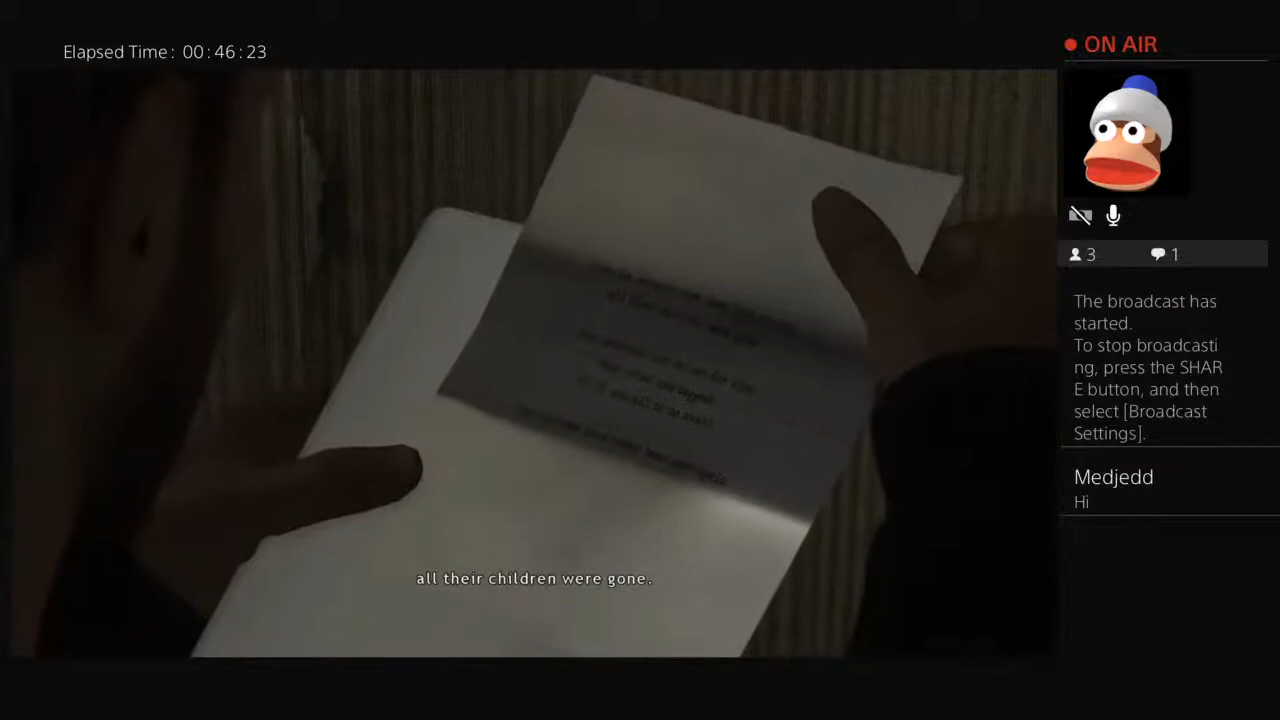 Elapsed Time: 00:46:23
ON AIR
3
1
The broadcast has
started.
To stop broadcasti
ng, press the SHAR
E button, and then
select [Broadcast
Settings].
Medjedd
Hi
all their children were gone.